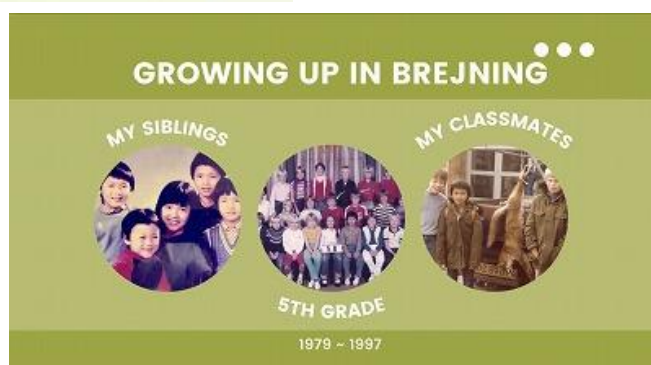 GROWING UP IN BREJNING
MY SIBLINGS
MY CLASSMATES
5TH GRADE
1979 ~ 1997